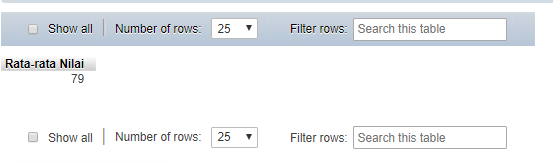 Show all Number of rows: 25 Filter rows: Search this table
Rata-rata Nilai
79
Show all Number of rows: 25 Filter rows: Search this table